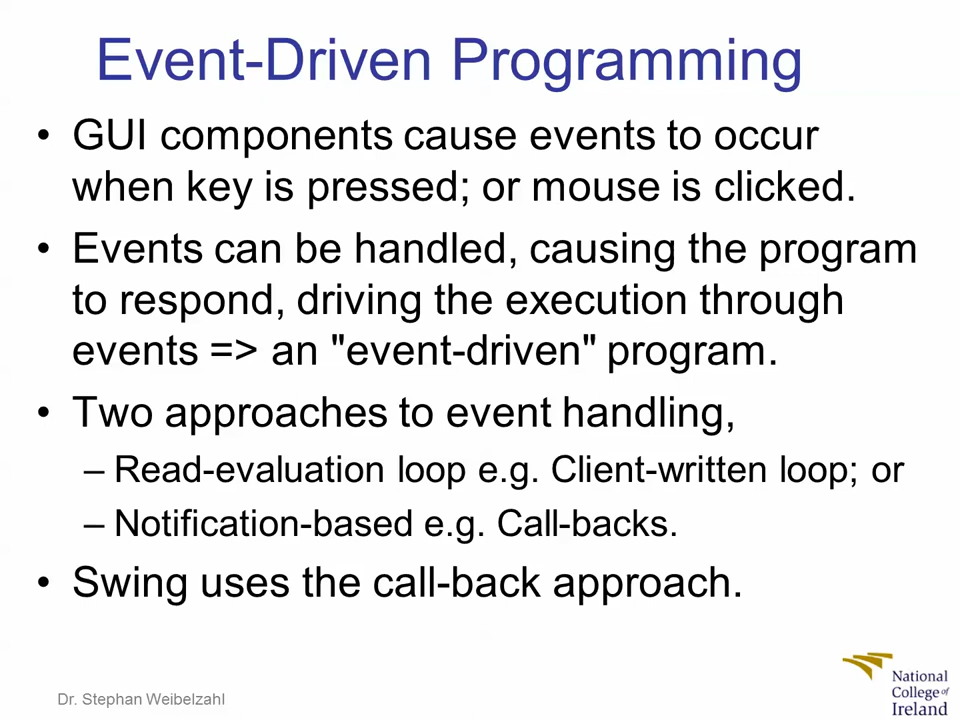 Event-Driven Programming
• GUI components cause events to occur
when key is pressed; or mouse is clicked.
• Events can be handled, causing the program
to respond, driving the execution through
events => an "event-driven" program.
• Two approaches to event handling,
– Read-evaluation loop e.g. Client-written loop; or
– Notification-based e.g. Call-backs.
• Swing uses the call-back approach.
Dr. Stephan Weibelzahl
National
College of
Ireland